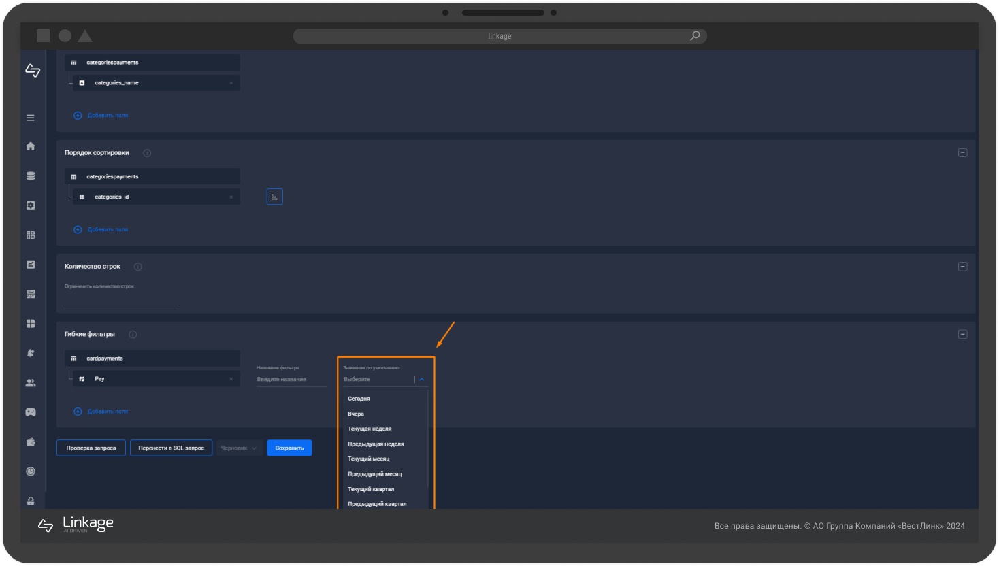 linkage
categoriespayments
categories_name
Добавить поля
Порядок сортировки
categoriespayments
categories_id
Добавить поля
Количество строк
Ограничить количество строк
Гибкие фильтры
cardpayments
Pay
Название фильтра
Введите название
Значение по умолчанию
Выберите
Сегодня
Вчера
Текущая неделя
Предыдущая неделя
Текущий месяц
Предыдущий месяц
Текущий квартал
Предыдущий квартал
Добавить поля
Проверка запроса
Перенести в SQL-запрос
Черновик
Сохранить
Linkage
AI DRIVEN
Все права защищены. © АО Группа Компаний «ВестЛинк» 2024